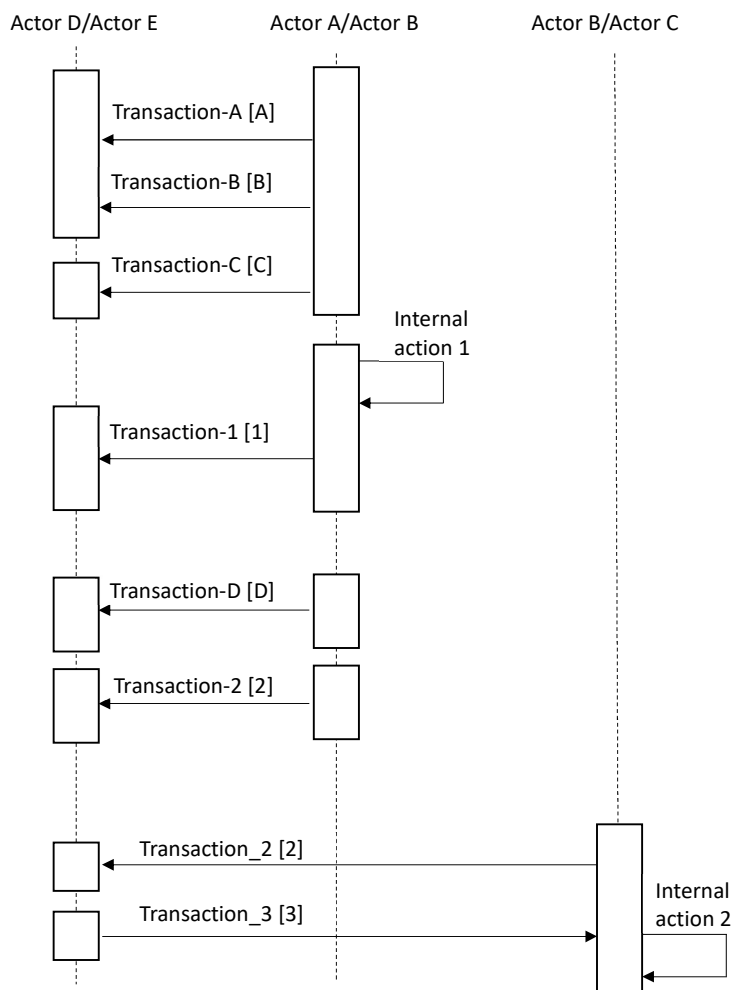 Actor D/Actor E
Actor A/Actor B
Actor B/Actor C
Transaction-A [A]
Transaction-B [B]
Transaction-C [C]
Internal
action 1
Transaction-1 [1]
Transaction-D [D]
Transaction-2 [2]
Transaction_2 [2]
Transaction_3 [3]
Internal
action 2